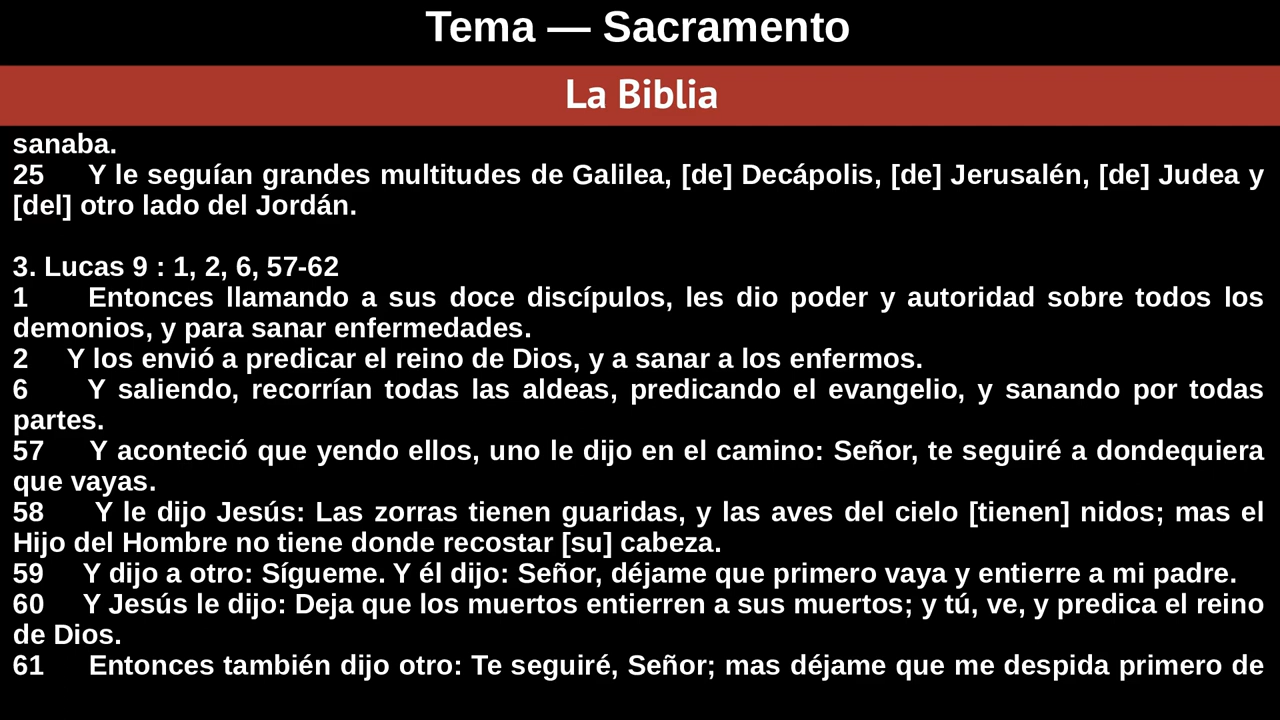 Tema — Sacramento
La Biblia
sanaba.
25 Y le seguían grandes multitudes de Galilea, [de] Decápolis, [de] Jerusalén, [de] Judea y
[del] otro lado del Jordán.
3. Lucas 9 : 1, 2, 6, 57-62
1 Entonces llamando a sus doce discípulos, les dio poder y autoridad sobre todos los
demonios, y para sanar enfermedades.
2 Y los envió a predicar el reino de Dios, y a sanar a los enfermos.
6 Y saliendo, recorrían todas las aldeas, predicando el evangelio, y sanando por todas
partes.
57 Y aconteció que yendo ellos, uno le dijo en el camino: Señor, te seguiré a dondequiera
que vayas.
58 Y le dijo Jesús: Las zorras tienen guaridas, y las aves del cielo [tienen] nidos; mas el
Hijo del Hombre no tiene donde recostar [su] cabeza.
59 Y dijo a otro: Sígueme. Y él dijo: Señor, déjame que primero vaya y entierre a mi padre.
60 Y Jesús le dijo: Deja que los muertos entierren a sus muertos; y tú, ve, y predica el reino
de Dios.
61 Entonces también dijo otro: Te seguiré, Señor; mas déjame que me despida primero de